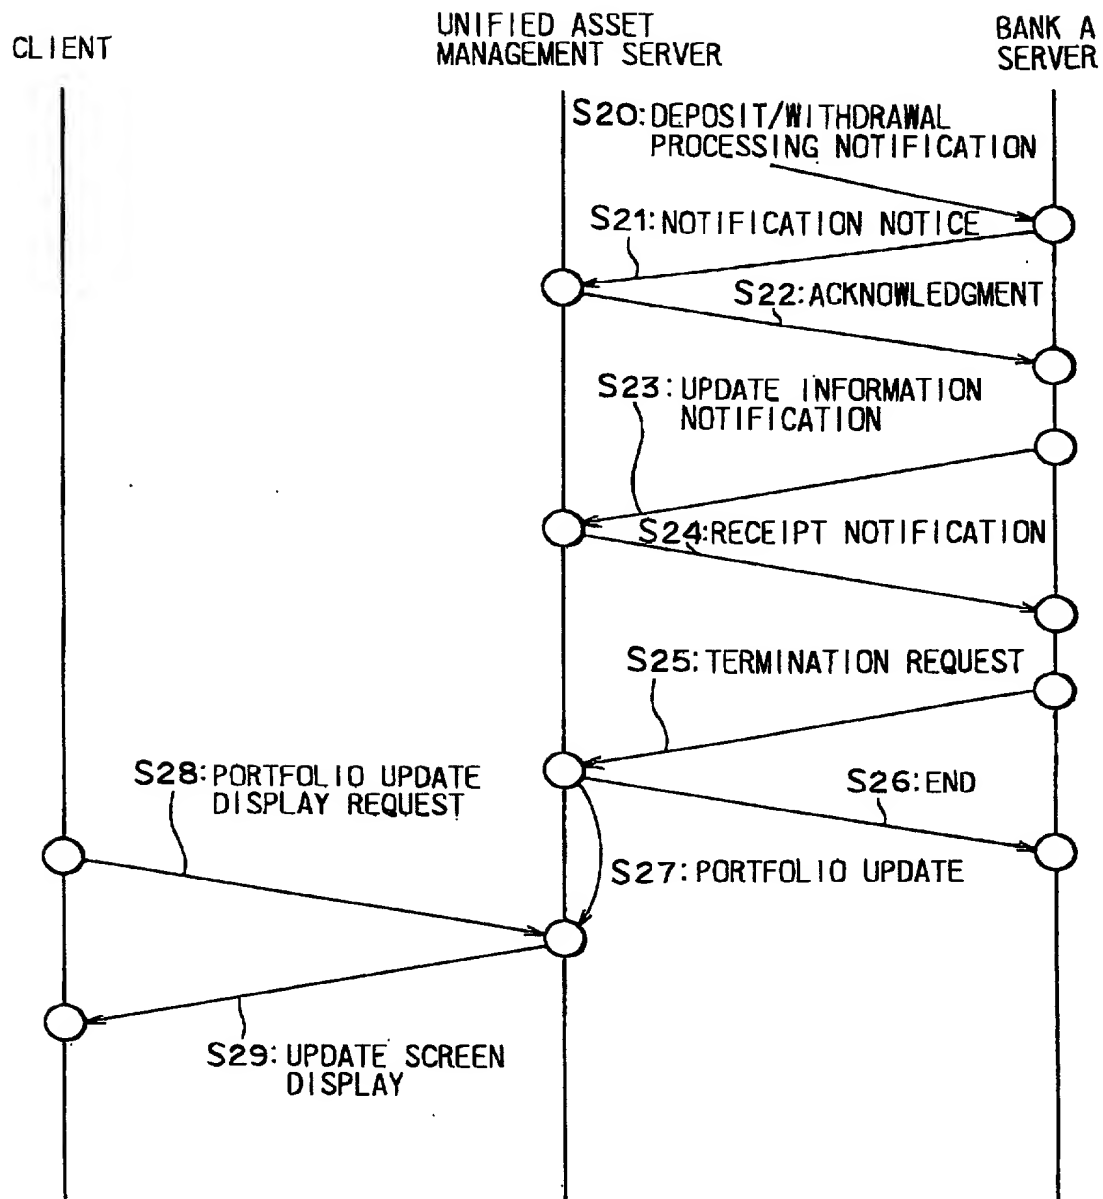 CLIENT
UNIFIED ASSET
MANAGEMENT SERVER
BANK A
SERVER
S20: DEPOSIT/WITHDRAWAL
PROCESSING NOTIFICATION
S21: NOTIFICATION NOTICE
S22: ACKNOWLEDGMENT
S23: UPDATE INFORMATION
NOTIFICATION
S24: RECEIPT NOTIFICATION
S25: TERMINATION REQUEST
S28: PORTFOLIO UPDATE
DISPLAY REQUEST
S26: END
S27: PORTFOLIO UPDATE
S29: UPDATE SCREEN
DISPLAY